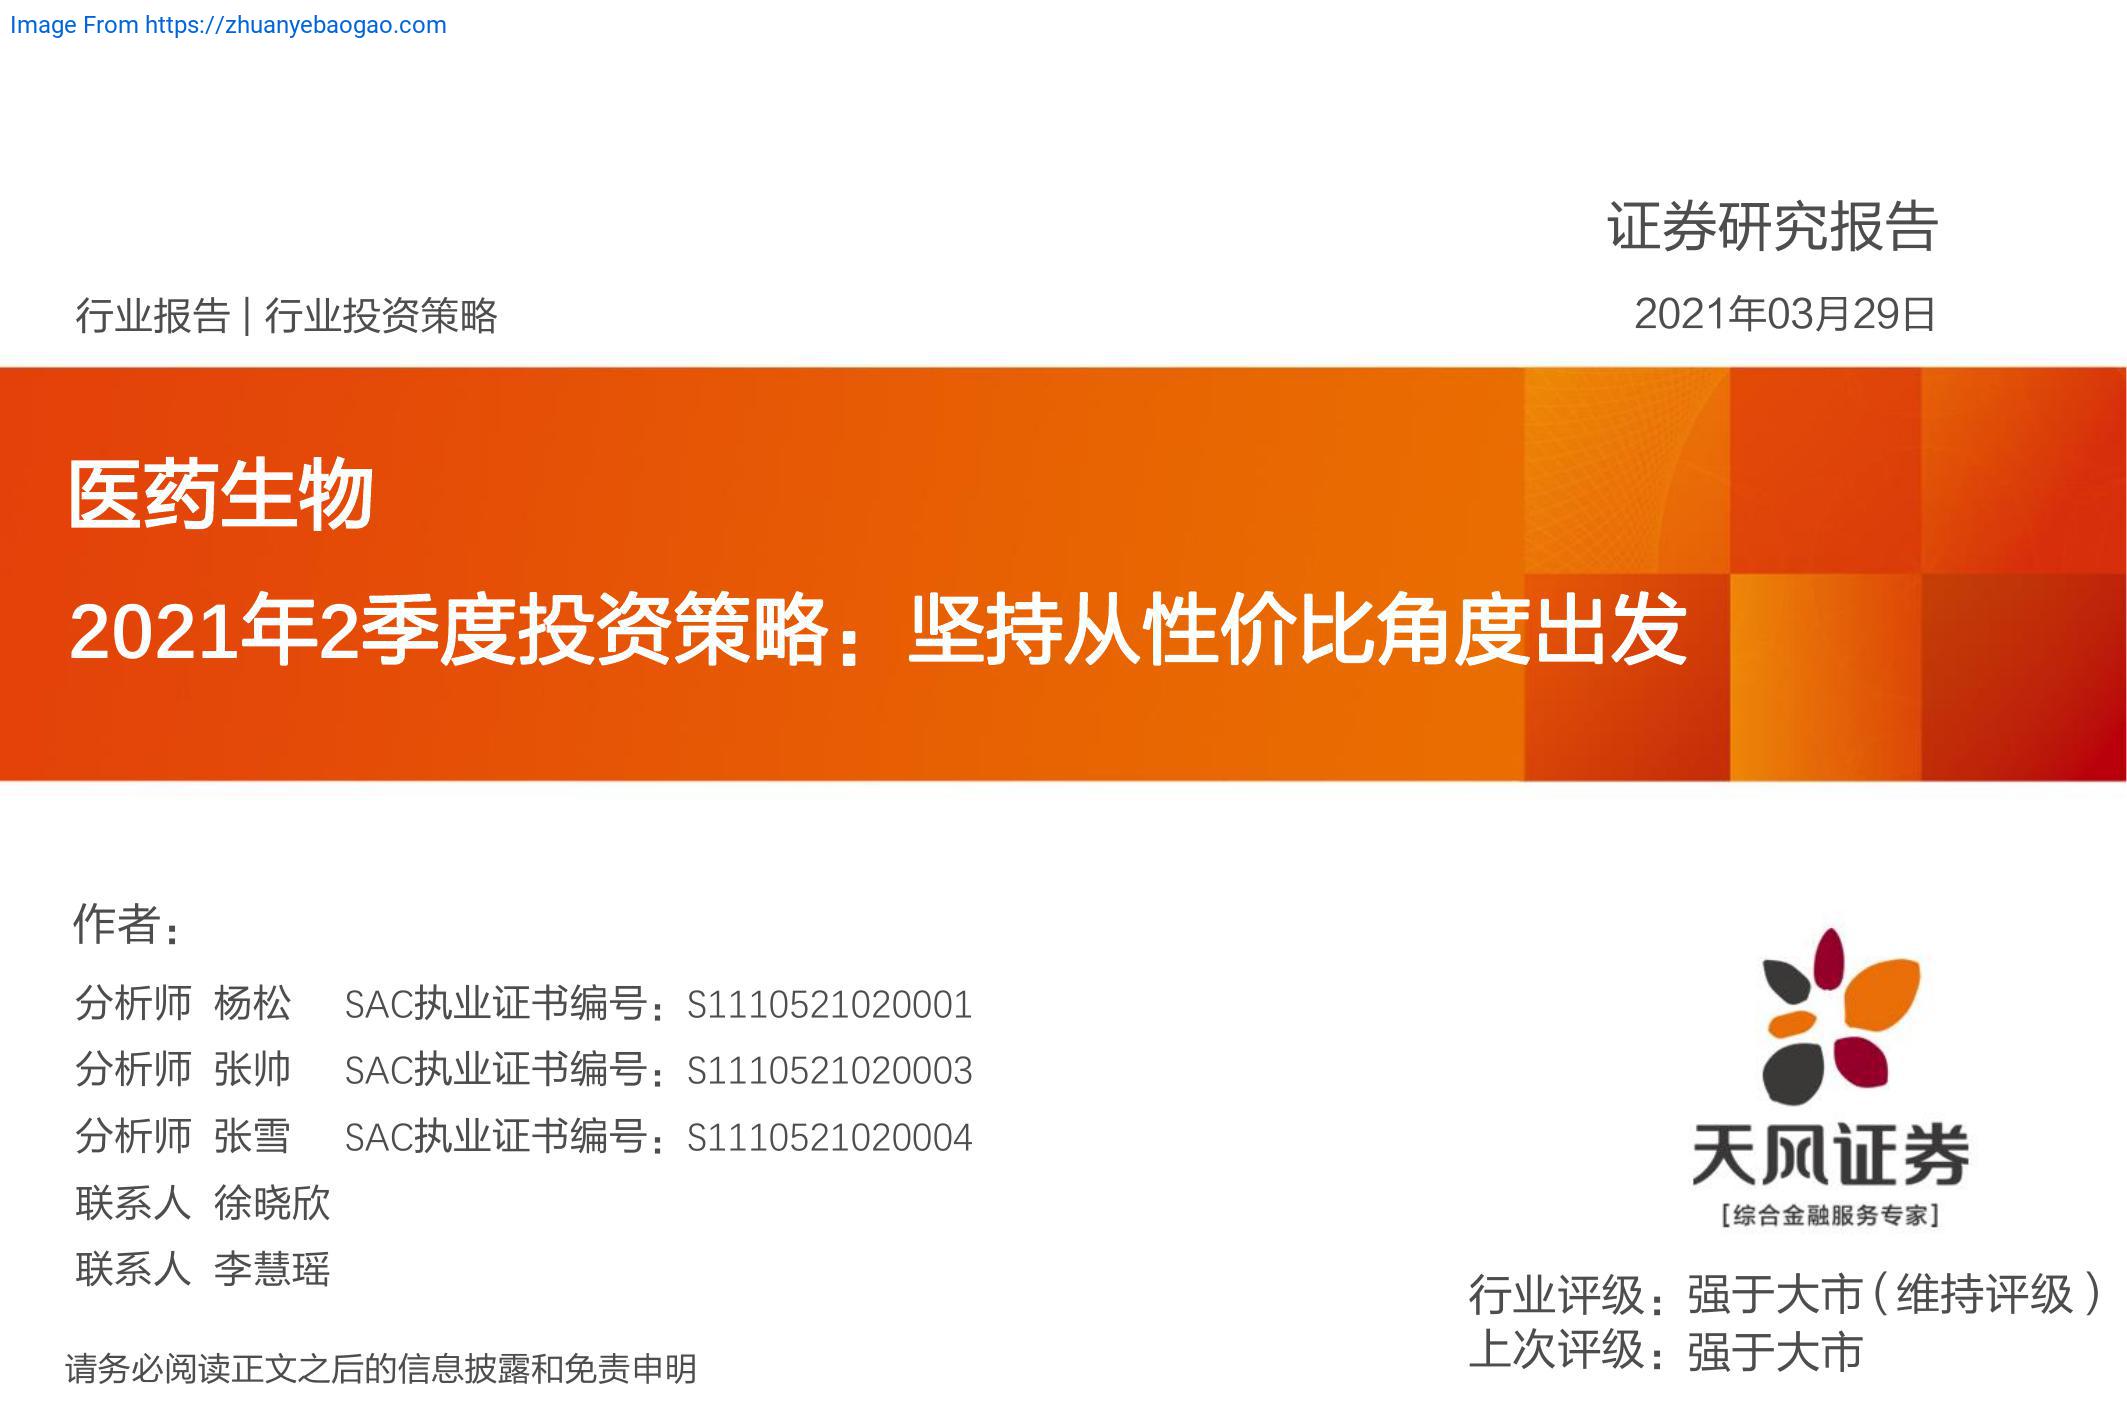 Image From https://zhuanyebaogao.com
证券研究报告
行业报告 | 行业投资策略
2021年03月29日
医药生物
2021年2季度投资策略：坚持从性价比角度出发
作者：
分析师 杨松 SAC执业证书编号：S1110521020001
分析师 张帅 SAC执业证书编号：S1110521020003
分析师 张雪 SAC执业证书编号：S1110521020004
联系人 徐晓欣
联系人 李慧瑶
天风证券
[综合金融服务专家]
行业评级：强于大市（维持评级）
上次评级：强于大市
请务必阅读正文之后的信息披露和免责申明